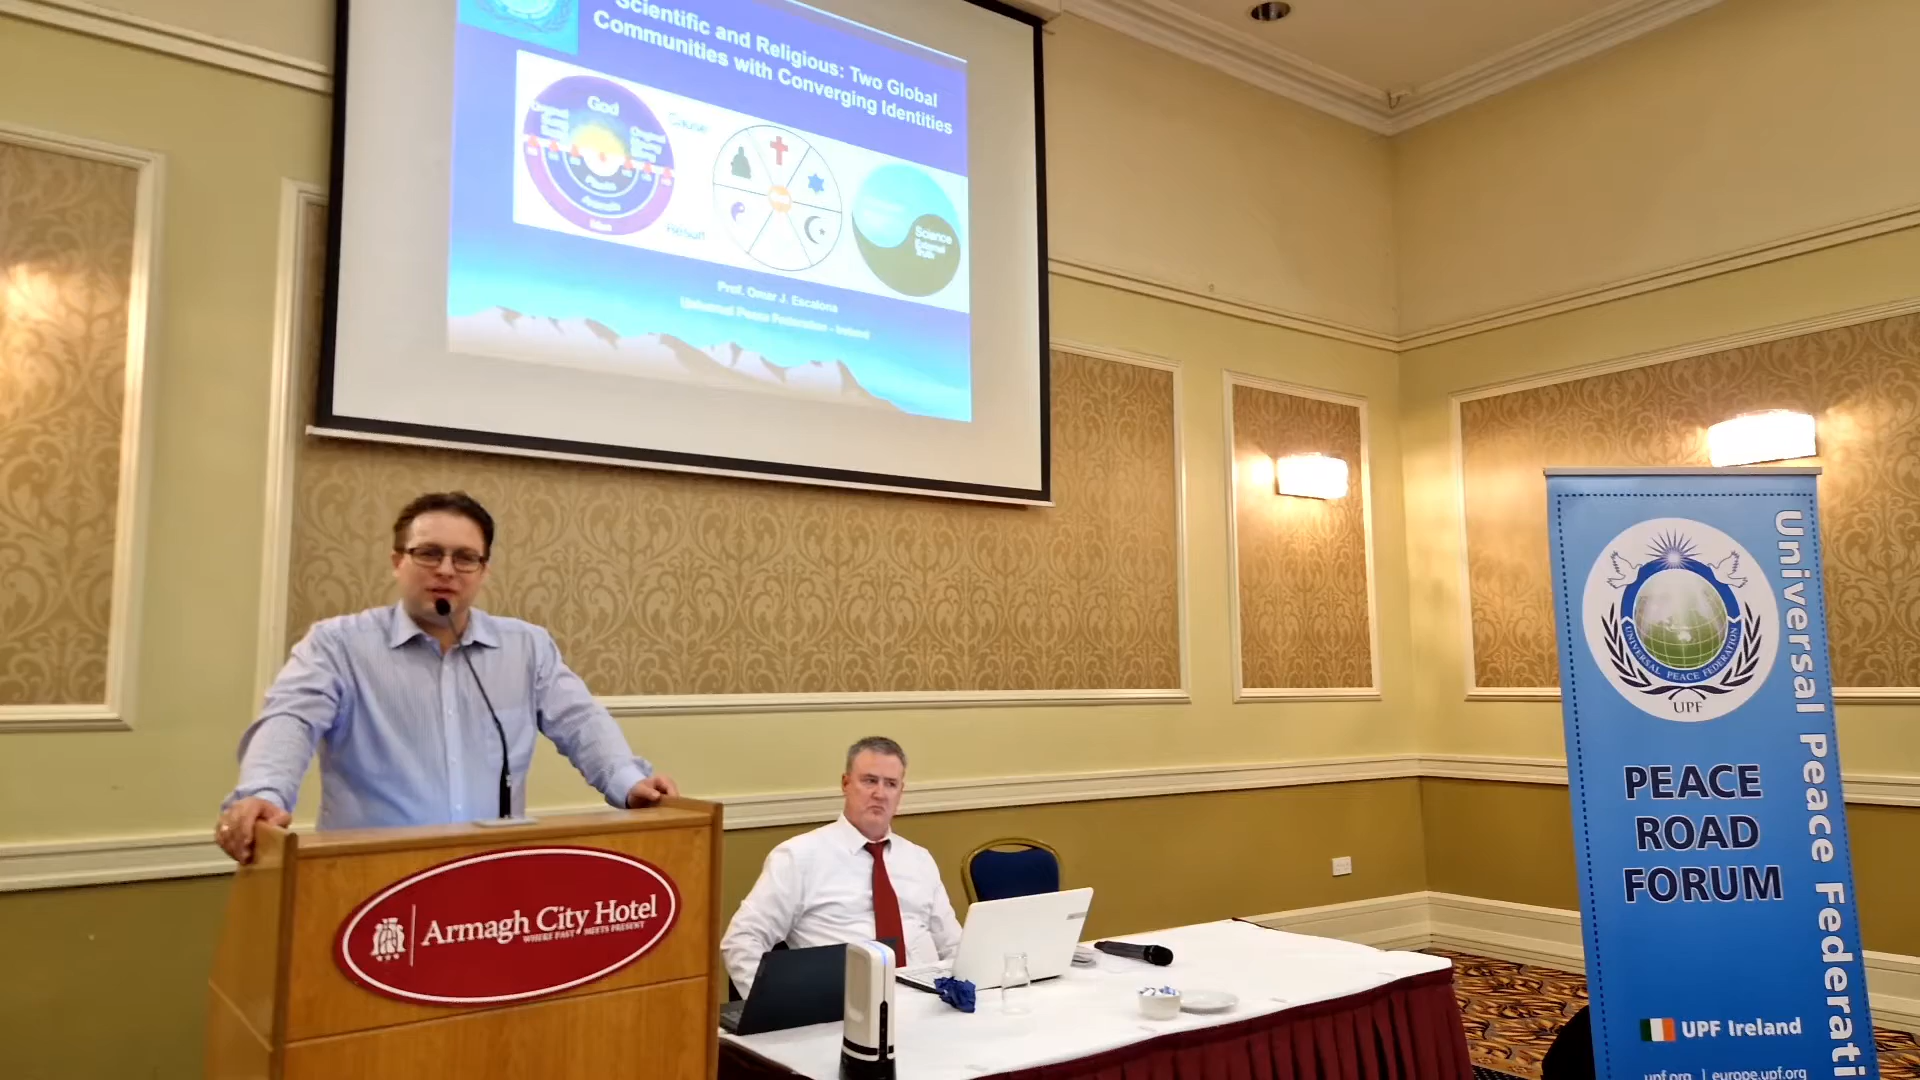 Scientific and Religious: Two Global
Communities with Converging Identities
God
Cause
Result
Science
External
Truth
Prof. Omar J. Escalona
Universal Peace Federation - Ireland
Armagh City Hotel
WHERE PAST MEETS PRESENT
UNIVERSAL PEACE FEDERATION
UPF
Universal Peace Federati
PEACE
ROAD
FORUM
UPF Ireland
upf.org | europe.upf.org